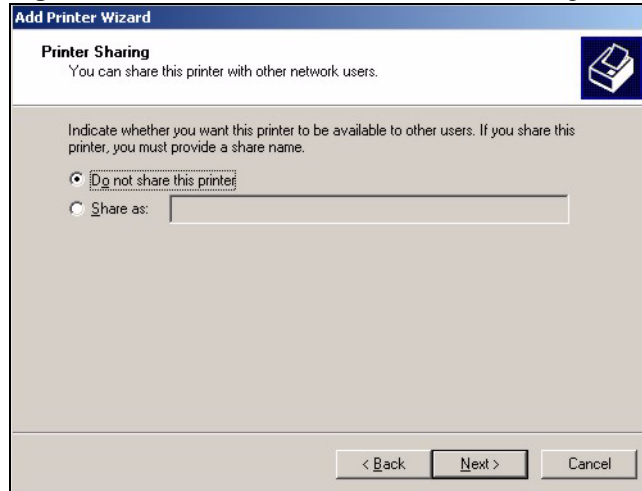 Add Printer Wizard
Printer Sharing
You can share this printer with other network users.
Indicate whether you want this printer to be available to other users. If you share this
printer, you must provide a share name.
Do not share this printer
Share as:
< Back Next > Cancel